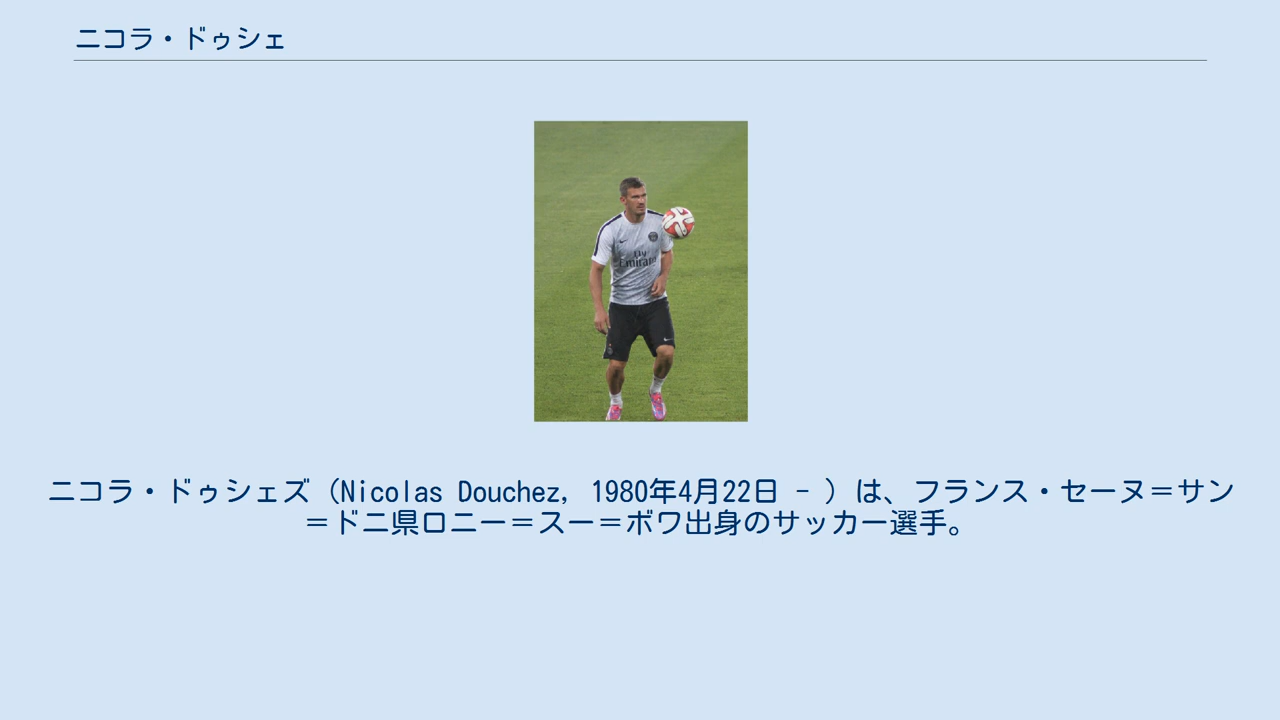 ニコラ・ドゥシェ
Fly
Emirates
ニコラ・ドゥシェズ（Nicolas Douchez, 1980年4月22日 - ）は、フランス・セーヌ＝サン
＝ドニ県ロニー＝スー＝ボワ出身のサッカー選手。